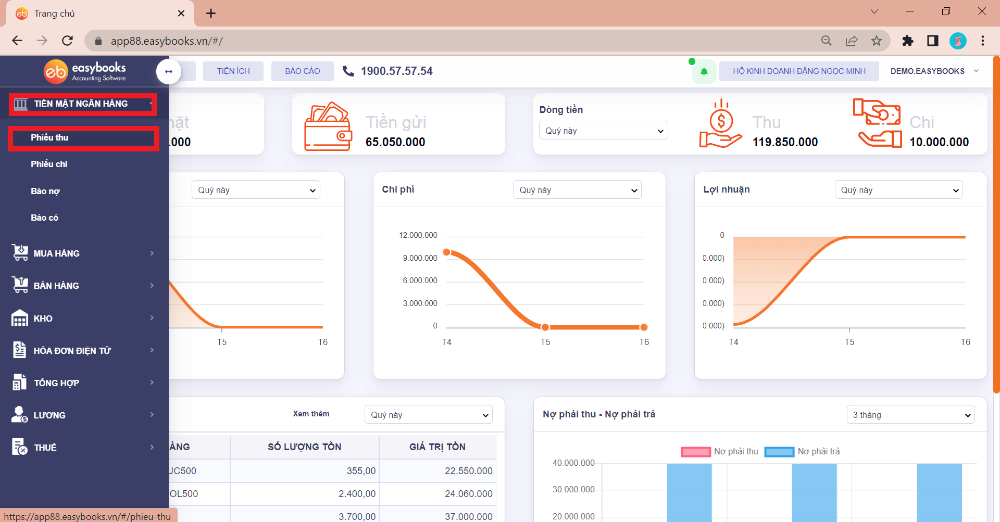 Trang chủ
app88.easybooks.vn/#/
easybooks
Accounting Software
TIỆN ÍCH
BÁO CÁO
1900.57.57.54
HỘ KINH DOANH ĐẶNG NGỌC MINH
DEMO.EASYBOOKS
TIỀN MẶT NGÂN HÀNG
Phiếu thu
Phiếu chi
Báo nợ
Báo có
MUA HÀNG
BÁN HÀNG
KHO
HÓA ĐƠN ĐIỆN TỬ
TỔNG HỢP
LƯƠNG
THUẾ
.000
Tiền gửi
65.050.000
Dòng tiền
Quý này
Thu
119.850.000
Chi
10.000.000
Quý này
T5
T6
Chi phí
Quý này
12.000.000
9.000.000
6.000.000
3.000.000
0
T4
T5
T6
Lợi nhuận
Quý này
0
0.000)
0.000)
0.000)
0.000)
T4
T5
T6
Xem thêm
Quý này
ÀNG
SỐ LƯỢNG TỒN
GIÁ TRỊ TỒN
UC500
355,00
22.550.000
OL500
2.400,00
24.060.000
3.700,00
37.000.000
Nợ phải thu - Nợ phải trả
3 tháng
Nợ phải thu
Nợ phải trả
40.000.000
30.000.000
20.000.000
https://app88.easybooks.vn/#/phieu-thu